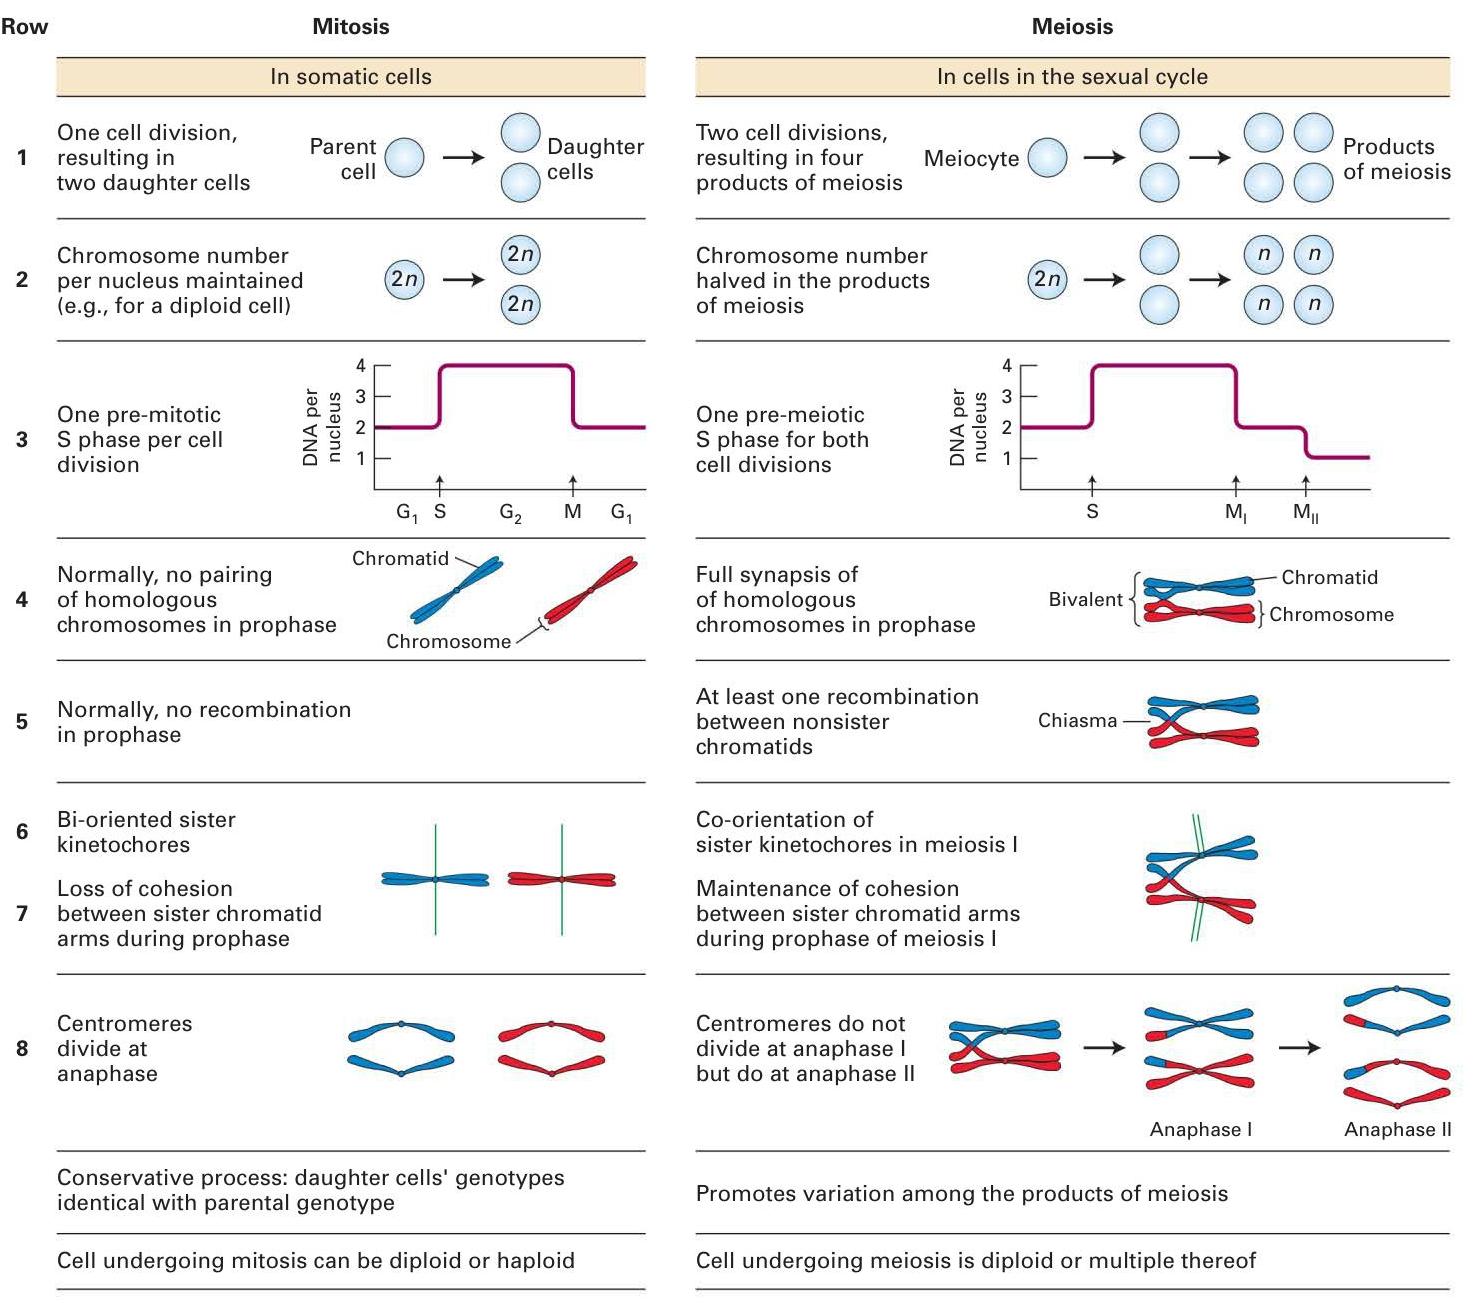 Row Mitosis Meiosis
In somatic cells
In cells in the sexual cycle
1
One cell division,
resulting in
two daughter cells
Parent
cell
Daughter
cells
Two cell divisions,
resulting in four
products of meiosis
Meiocyte
Products
of meiosis
2
Chromosome number
per nucleus maintained
(e.g., for a diploid cell)
2n
2n
2n
Chromosome number
halved in the products
of meiosis
2n
n n
n n
3
One pre-mitotic
S phase per cell
division
DNA per
nucleus
4
3
2
1
G1 S G2 M G1
One pre-meiotic
S phase for both
cell divisions
DNA per
nucleus
4
3
2
1
S MI MII
4
Normally, no pairing
of homologous
chromosomes in prophase
Chromatid
Chromosome
Full synapsis of
of homologous
chromosomes in prophase
Bivalent
Chromatid
Chromosome
5
Normally, no recombination
in prophase
At least one recombination
between nonsister
chromatids
Chiasma
6
Bi-oriented sister
kinetochores
Co-orientation of
sister kinetochores in meiosis I
7
Loss of cohesion
between sister chromatid
arms during prophase
Maintenance of cohesion
between sister chromatid arms
during prophase of meiosis I
8
Centromeres
divide at
anaphase
Centromeres do not
divide at anaphase I
but do at anaphase II
Anaphase I
Anaphase II
Conservative process: daughter cells' genotypes
identical with parental genotype
Promotes variation among the products of meiosis
Cell undergoing mitosis can be diploid or haploid
Cell undergoing meiosis is diploid or multiple thereof